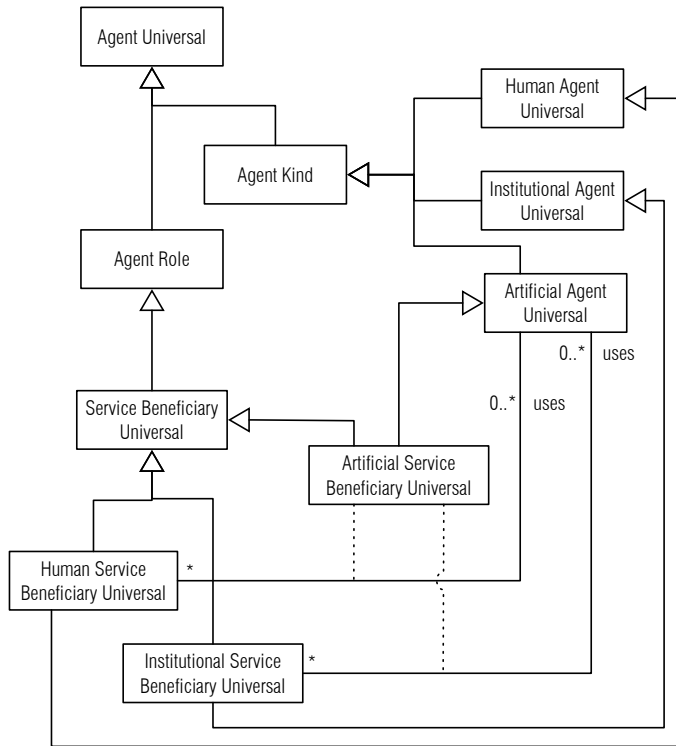 Agent Universal
Human Agent
Universal
Agent Kind
Institutional Agent
Universal
Agent Role
Artificial Agent
Universal
0..* uses
0..* uses
Service Beneficiary
Universal
Artificial Service
Beneficiary Universal
Human Service
Beneficiary Universal
*
Institutional Service
Beneficiary Universal
*